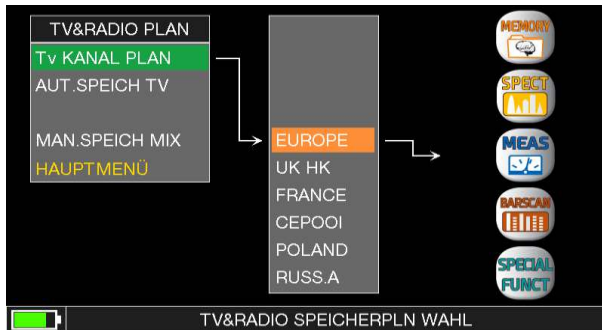 TV&RADIO PLAN
Tv KANAL PLAN
AUT.SPEICH TV
MAN.SPEICH MIX
HAUPTMENÜ
EUROPE
UK HK
FRANCE
CEPOOI
POLAND
RUSS.A
MEMORY
SPECT
MEAS
BARSCAN
SPECIAL
FUNCT
TV&RADIO SPEICHERPLN WAHL